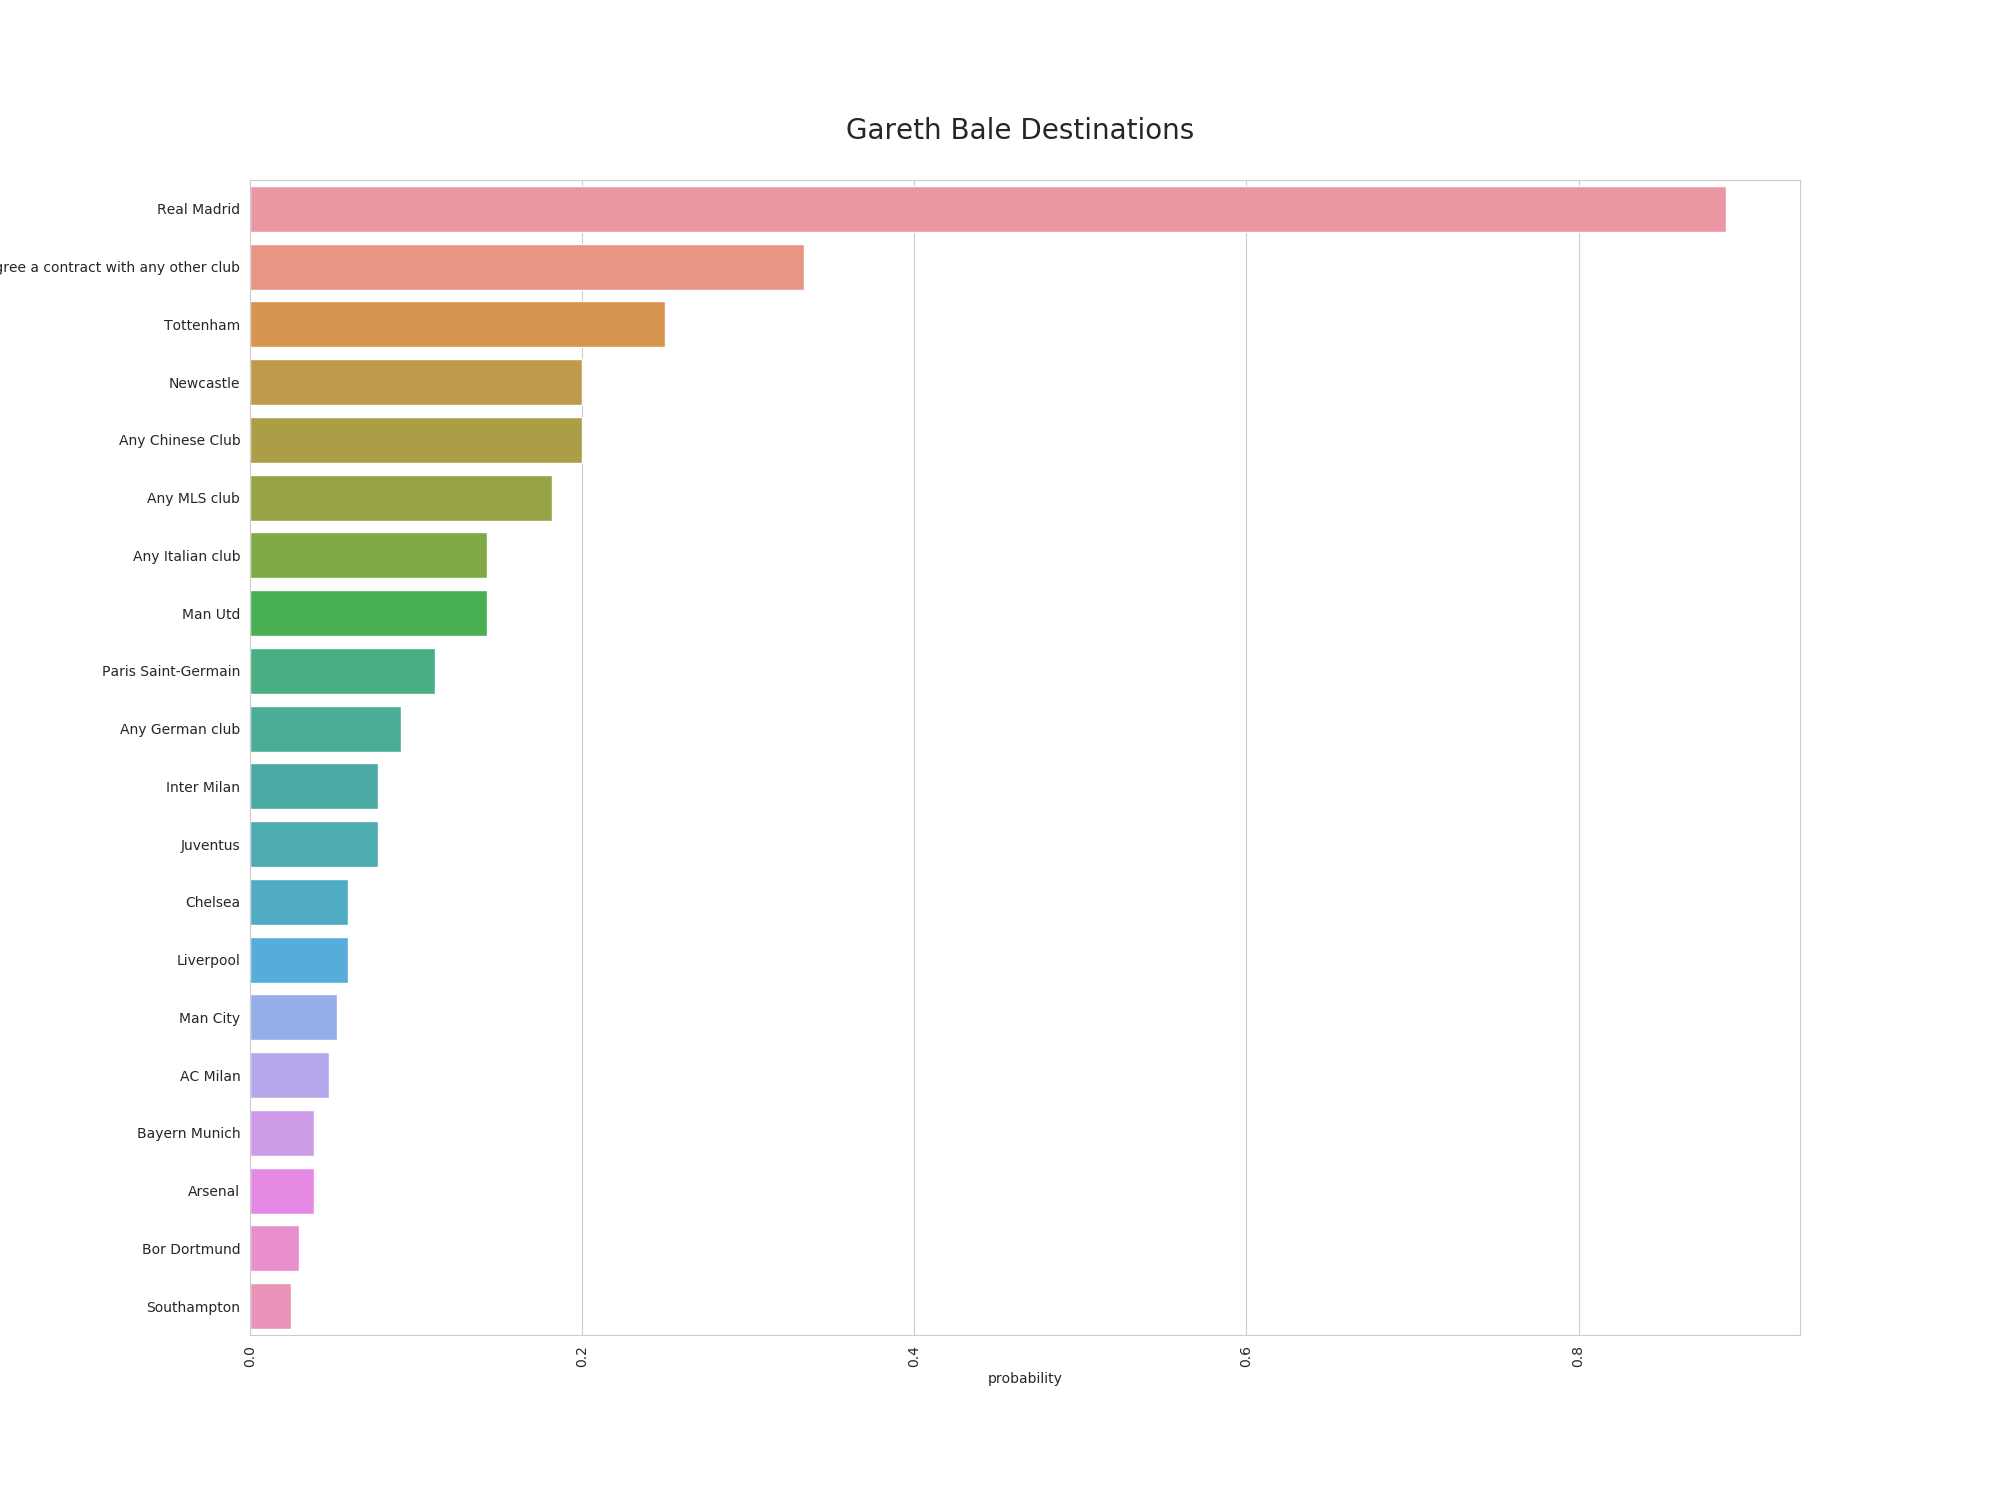 Gareth Bale Destinations
Real Madrid
a contract with any other club
Tottenham
Newcastle
Any Chinese Club
Any MLS club
Any Italian club
Man Utd
Paris Saint-Germain
Any German club
Inter Milan
Juventus
Chelsea
Liverpool
Man City
AC Milan
Bayern Munich
Arsenal
Bor Dortmund
Southampton
0.0 0.2 0.4 0.6 0.8
probability